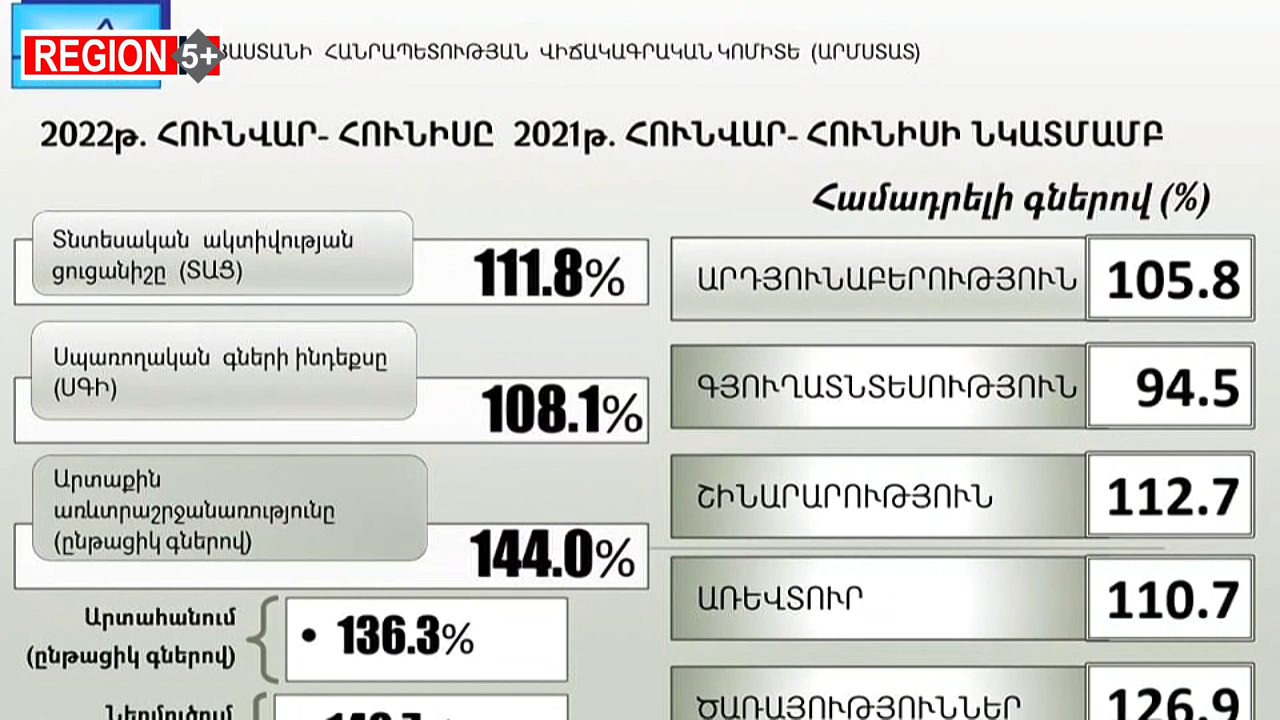 REGION 5+
ՅԱՍՏԱՆԻ ՀԱՆՐԱՊԵՏՈՒԹՅԱՆ ՎԻՃԱԿԱԳՐԱԿԱՆ ԿՈՄԻՏԵ (ԱՐՄՍՏԱՏ)
2022թ. ՀՈՒՆՎԱՐ- ՀՈՒՆԻՍԸ 2021թ. ՀՈՒՆՎԱՐ- ՀՈՒՆԻՍԻ ՆԿԱՏՄԱՄԲ
Համադրելի գներով (%)
Տնտեսական ակտիվության
ցուցանիշը (ՏԱՑ)
111.8%
Սպառողական գների ինդեքսը
(ՍԳԻ)
108.1%
Արտաքին
առևտրաշրջանառությունը
(ընթացիկ գներով)
144.0%
Արտահանում
(ընթացիկ գներով)
• 136.3%
Ներմուծում
ԱՐԴՅՈՒՆԱԲԵՐՈՒԹՅՈՒՆ 105.8
ԳՅՈՒՂԱՏՆՏԵՍՈՒԹՅՈՒՆ 94.5
ՇԻՆԱՐԱՐՈՒԹՅՈՒՆ 112.7
ԱՌԵՎՏՈՒՐ 110.7
ԾԱՌԱՅՈՒԹՅՈՒՆՆԵՐ 126.9